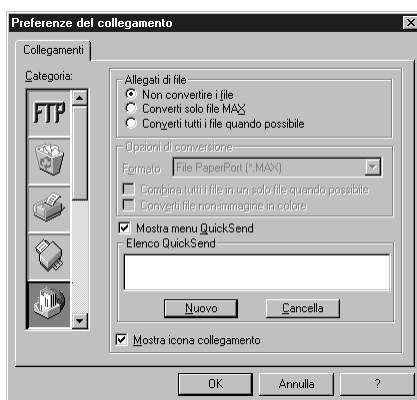 Preferenze del collegamento
Collegamenti
Categoria:
FTP
Allegati di file
Non convertire i file
Converti solo file MAX
Converti tutti i file quando possibile
Opzioni di conversione
Formato
File PaperPort (*.MAX)
Combina tutti i file in un solo file quando possibile
Converti file non-immagine in colore
Mostra menu QuickSend
Elenco QuickSend
Nuovo
Cancella
Mostra icona collegamento
OK
Annulla
?